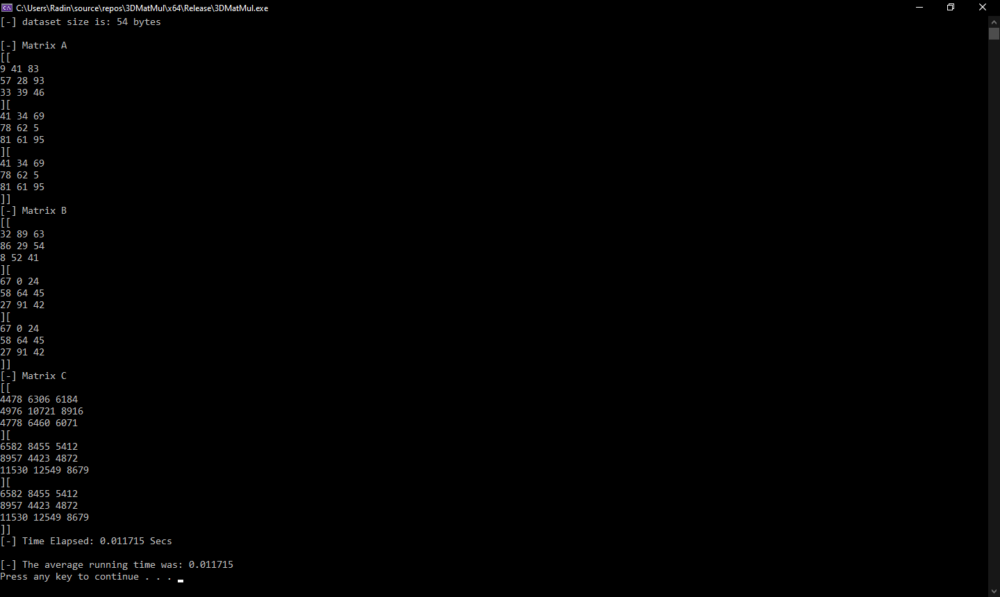 C:\Users\Radin\source\repos\3DMatMul\x64\Release\3DMatMul.exe
[-] dataset size is: 54 bytes
[-] Matrix A
[[
9 41 83
57 28 93
33 39 46
][
41 34 69
78 62 5
81 61 95
][
41 34 69
78 62 5
81 61 95
]]
[-] Matrix B
[[
32 89 63
86 29 54
8 52 41
][
67 0 24
58 64 45
27 91 42
][
67 0 24
58 64 45
27 91 42
]]
[-] Matrix C
[[
4478 6306 6184
4976 10721 8916
4778 6460 6071
][
6582 8455 5412
8957 4423 4872
11530 12549 8679
][
6582 8455 5412
8957 4423 4872
11530 12549 8679
]]
[-] Time Elapsed: 0.011715 Secs
[-] The average running time was: 0.011715
Press any key to continue . . .